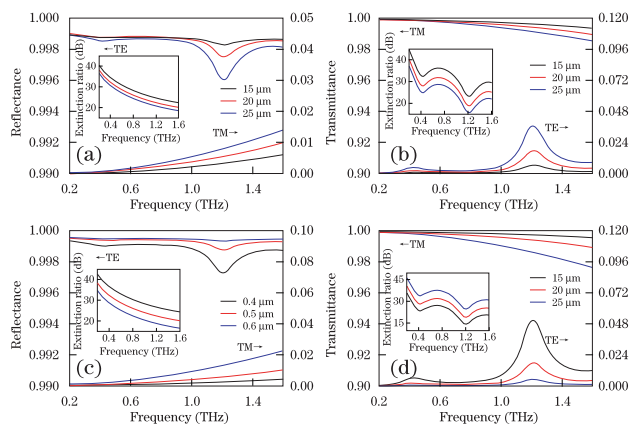 1.000
0.998
0.996
0.994
0.992
0.990
Reflectance
0.05
0.04
0.03
0.02
0.01
0
Transmittance
0.2
0.6
1.0
1.4
Frequency (THz)
←TE
15 μm
20 μm
25 μm
TM→
(a)
Extinction ratio (dB)
40
30
20
0.4
0.8
1.2
1.6
Frequency (THz)
1.00
0.98
0.96
0.94
0.92
0.90
0.120
0.096
0.072
0.048
0.024
0.000
0.2
0.6
1.0
1.4
Frequency (THz)
←TM
15 μm
20 μm
25 μm
TE→
(b)
Extinction ratio (dB)
40
30
20
0.4
0.8
1.2
1.6
Frequency (THz)
1.000
0.998
0.996
0.994
0.992
0.990
Reflectance
0.10
0.08
0.06
0.04
0.02
0.00
Transmittance
0.2
0.6
1.0
1.4
Frequency (THz)
←TE
0.4 μm
0.5 μm
0.6 μm
TM→
(c)
Extinction ratio (dB)
40
30
20
0.4
0.8
1.2
1.6
Frequency (THz)
1.00
0.98
0.96
0.94
0.92
0.90
0.120
0.096
0.072
0.048
0.024
0.000
0.2
0.6
1.0
1.4
Frequency (THz)
←TM
15 μm
20 μm
25 μm
TE→
(d)
Extinction ratio (dB)
45
35
25
15
0.4
0.8
1.2
1.6
Frequency (THz)